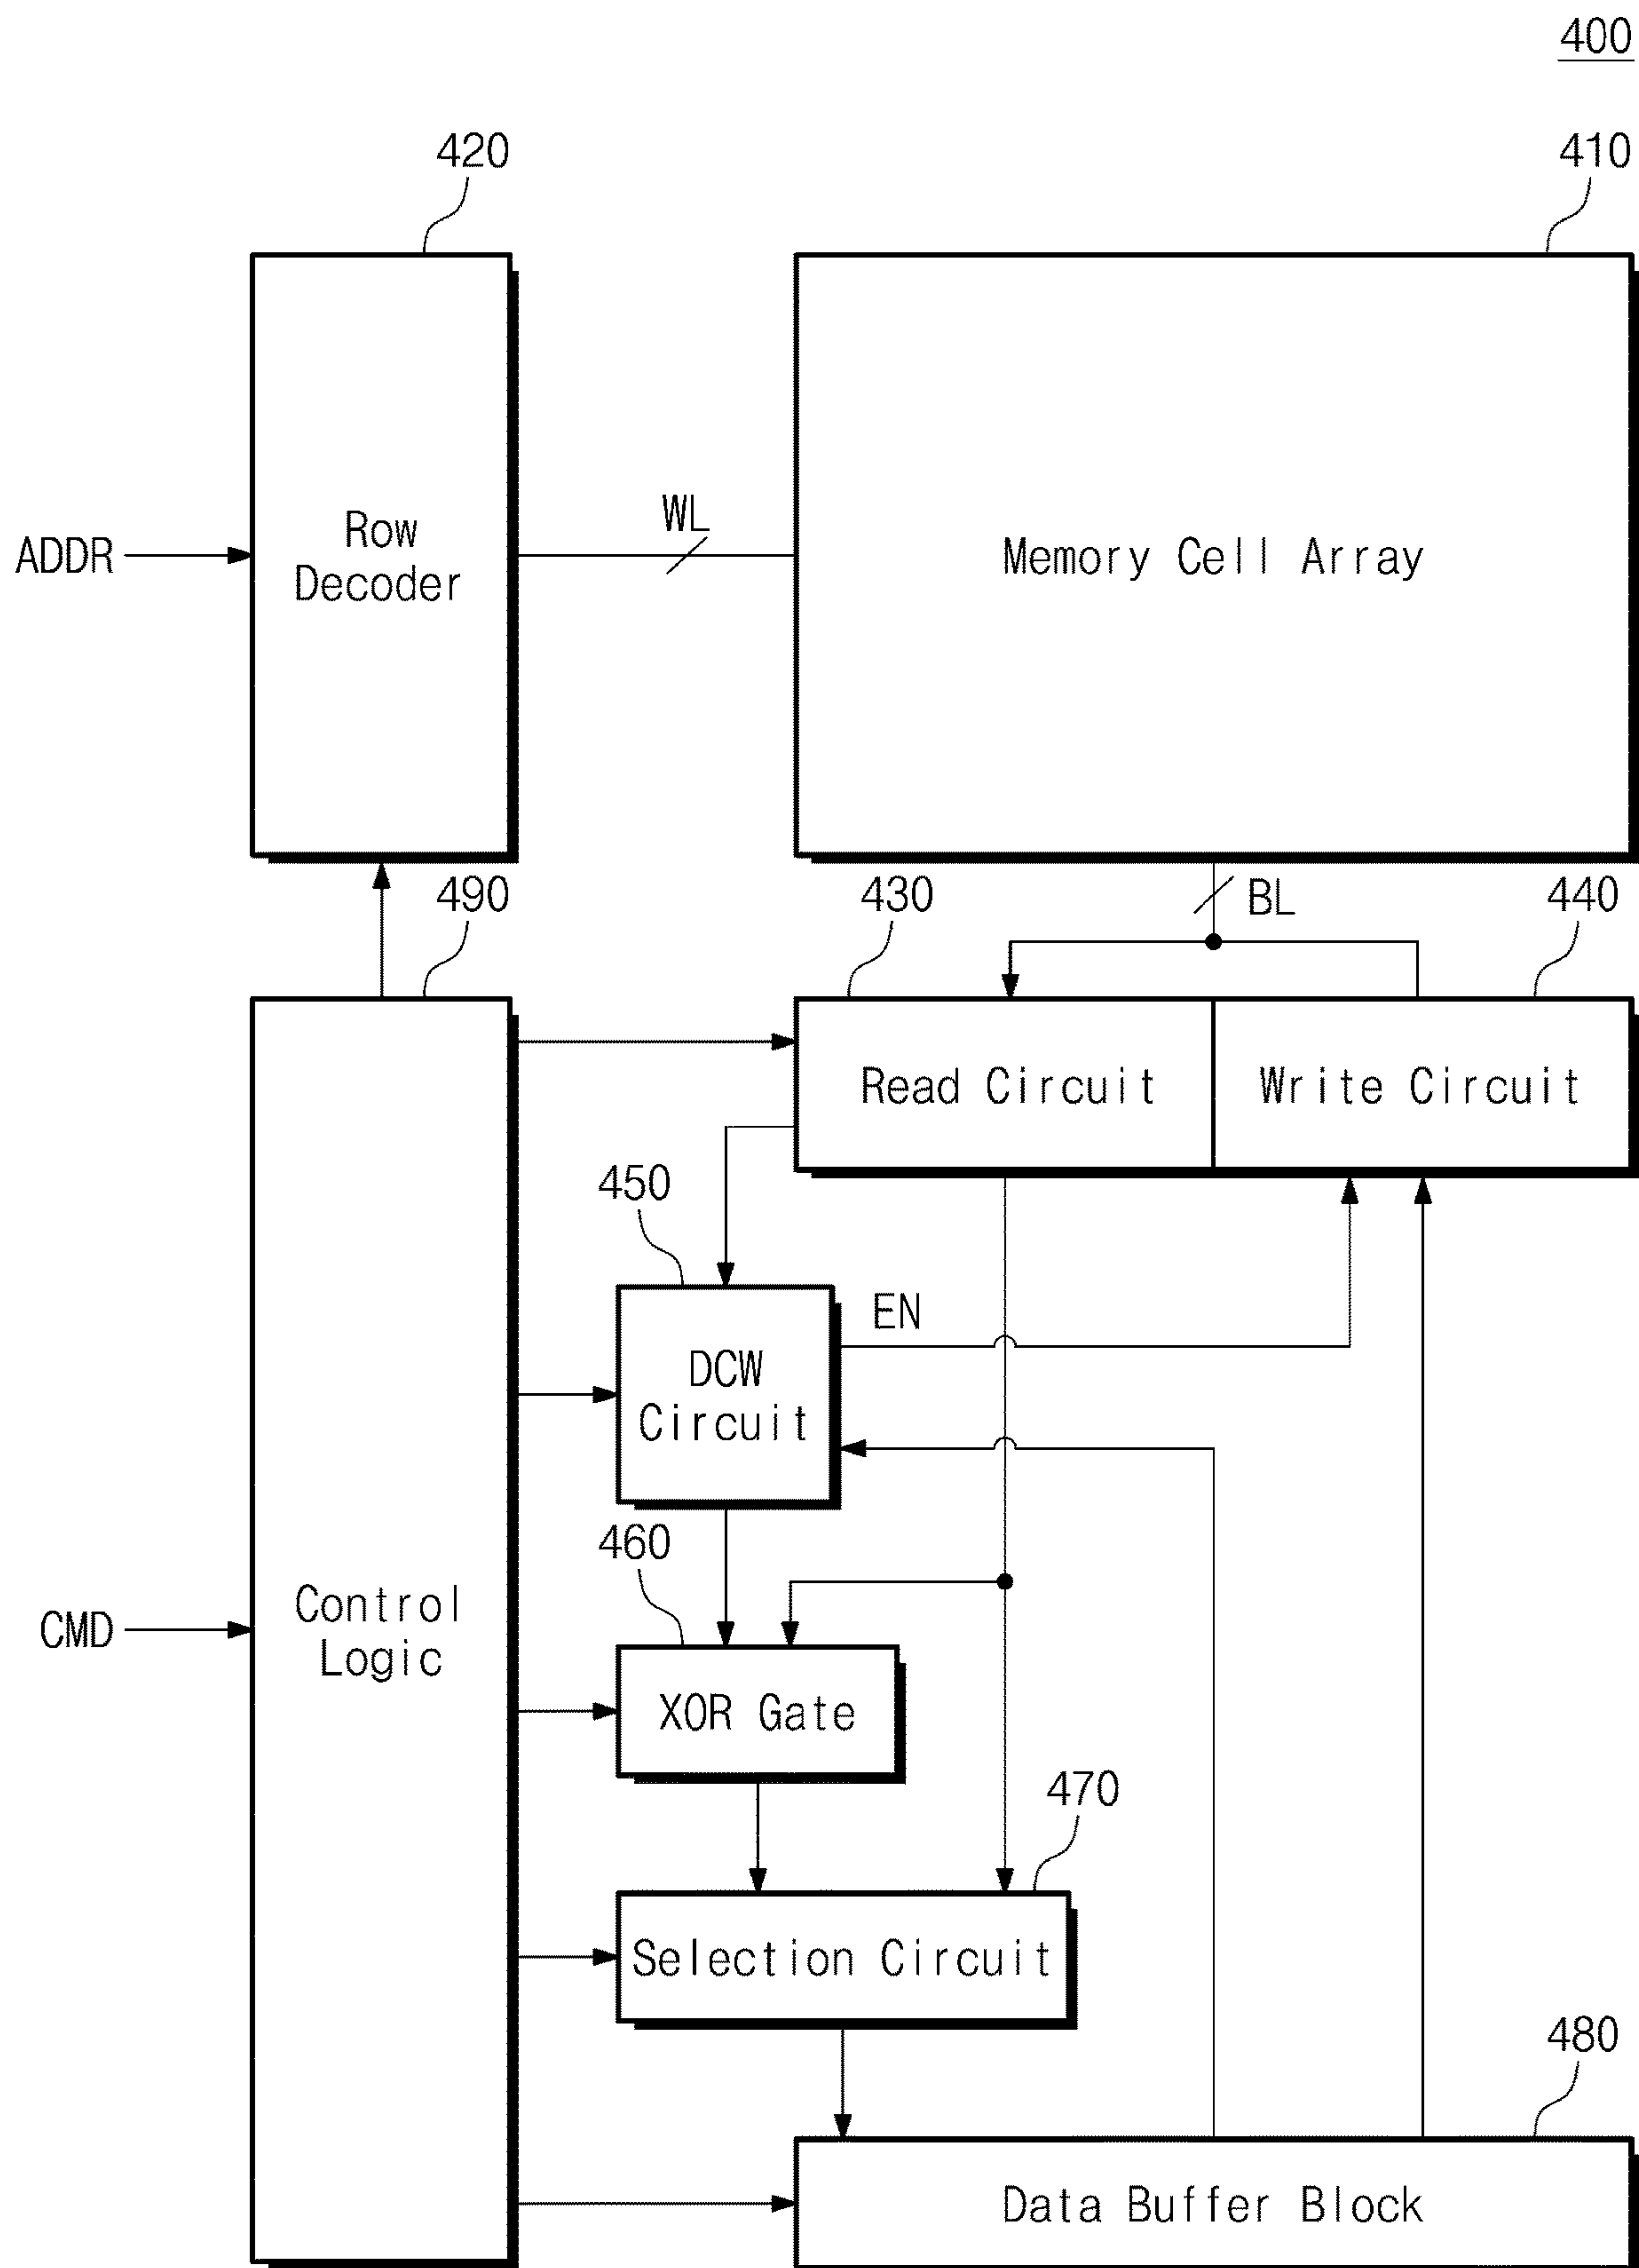 400
420
410
ADDR
Row
Decoder
WL
Memory Cell Array
490
430
BL
440
Read Circuit
Write Circuit
450
EN
DCW
Circuit
460
CMD
Control
Logic
XOR Gate
470
Selection Circuit
480
Data Buffer Block